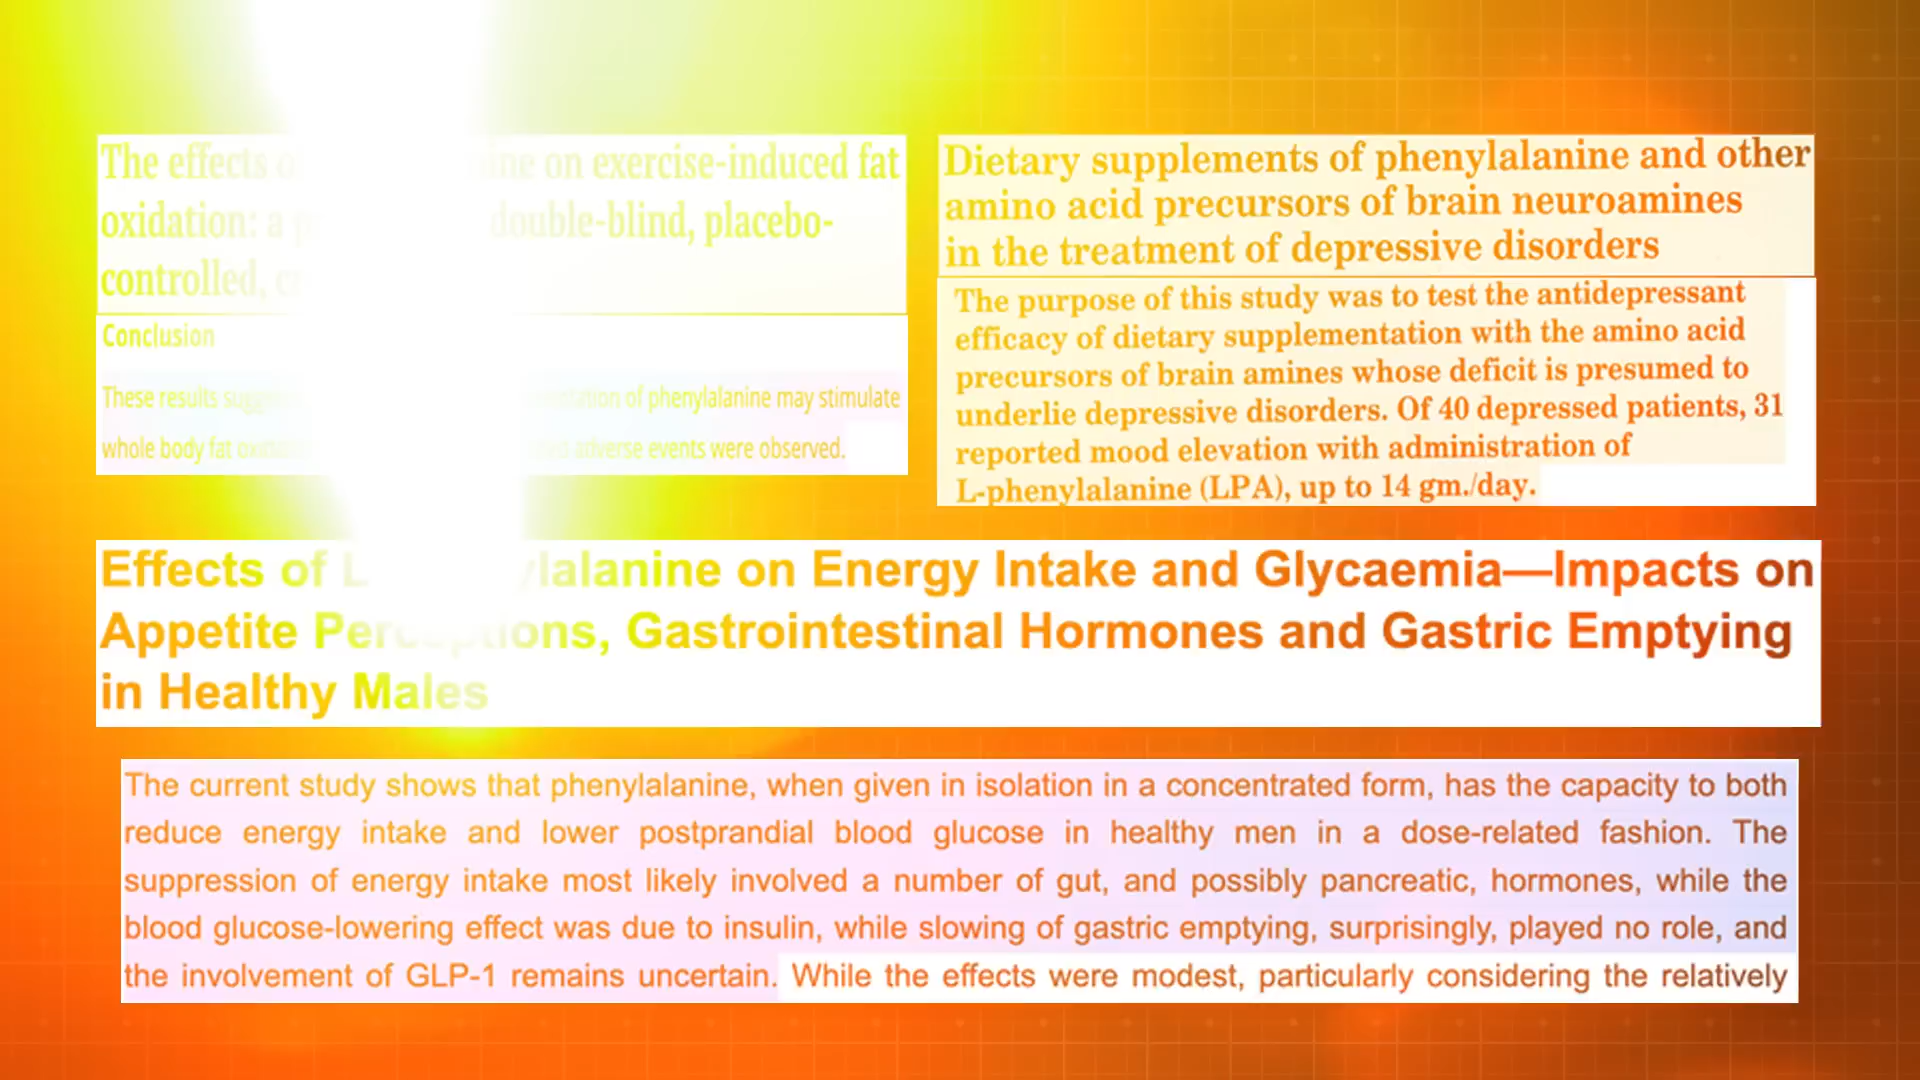 The effects o ine on exercise-induced fat
oxidation: a double-blind, placebo-
controlled,
Conclusion
These results of phenylalanine may stimulate
whole body fat adverse events were observed.
Dietary supplements of phenylalanine and other
amino acid precursors of brain neuroamines
in the treatment of depressive disorders
The purpose of this study was to test the antidepressant
efficacy of dietary supplementation with the amino acid
precursors of brain amines whose deficit is presumed to
underlie depressive disorders. Of 40 depressed patients, 31
reported mood elevation with administration of
L-phenylalanine (LPA), up to 14 gm./day.
Effects of L ylalanine on Energy Intake and Glycaemia—Impacts on
Appetite Perceptions, Gastrointestinal Hormones and Gastric Emptying
in Healthy Males
The current study shows that phenylalanine, when given in isolation in a concentrated form, has the capacity to both
reduce energy intake and lower postprandial blood glucose in healthy men in a dose-related fashion. The
suppression of energy intake most likely involved a number of gut, and possibly pancreatic, hormones, while the
blood glucose-lowering effect was due to insulin, while slowing of gastric emptying, surprisingly, played no role, and
the involvement of GLP-1 remains uncertain. While the effects were modest, particularly considering the relatively